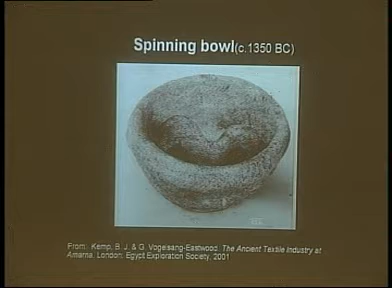 Spinning bowl(c.1350 BC)
From: Kemp, B. J. & G. Vogelsang-Eastwood. The Ancient Textile Industry at
Amarna. London: Egypt Exploration Society, 2001